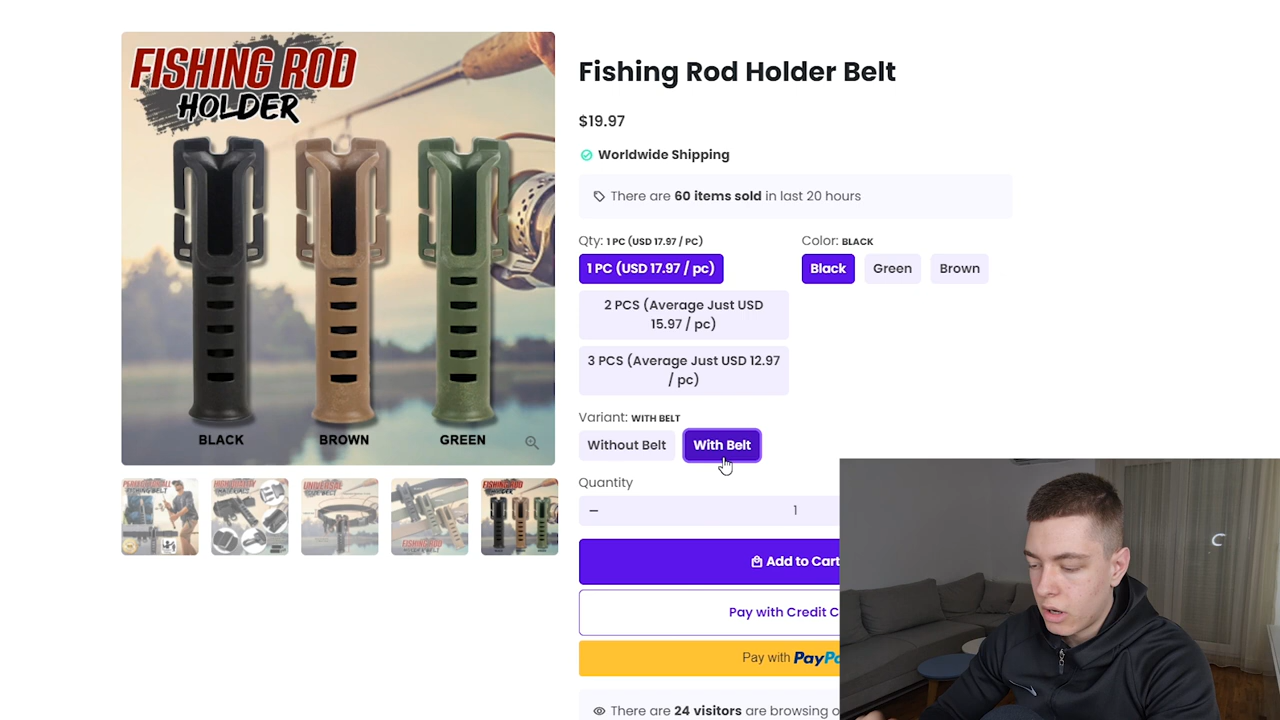 FISHING ROD
HOLDER
BLACK
BROWN
GREEN
Fishing Rod Holder Belt
$19.97
Worldwide Shipping
There are 60 items sold in last 20 hours
Qty: 1 PC (USD 17.97 / PC)
1 PC (USD 17.97 / pc)
2 PCS (Average Just USD
15.97 / pc)
3 PCS (Average Just USD 12.97
/ pc)
Color: BLACK
Black
Green
Brown
Variant: WITH BELT
Without Belt
With Belt
Quantity
1
Add to Cart
Pay with Credit C
Pay with PayPa
There are 24 visitors are browsing